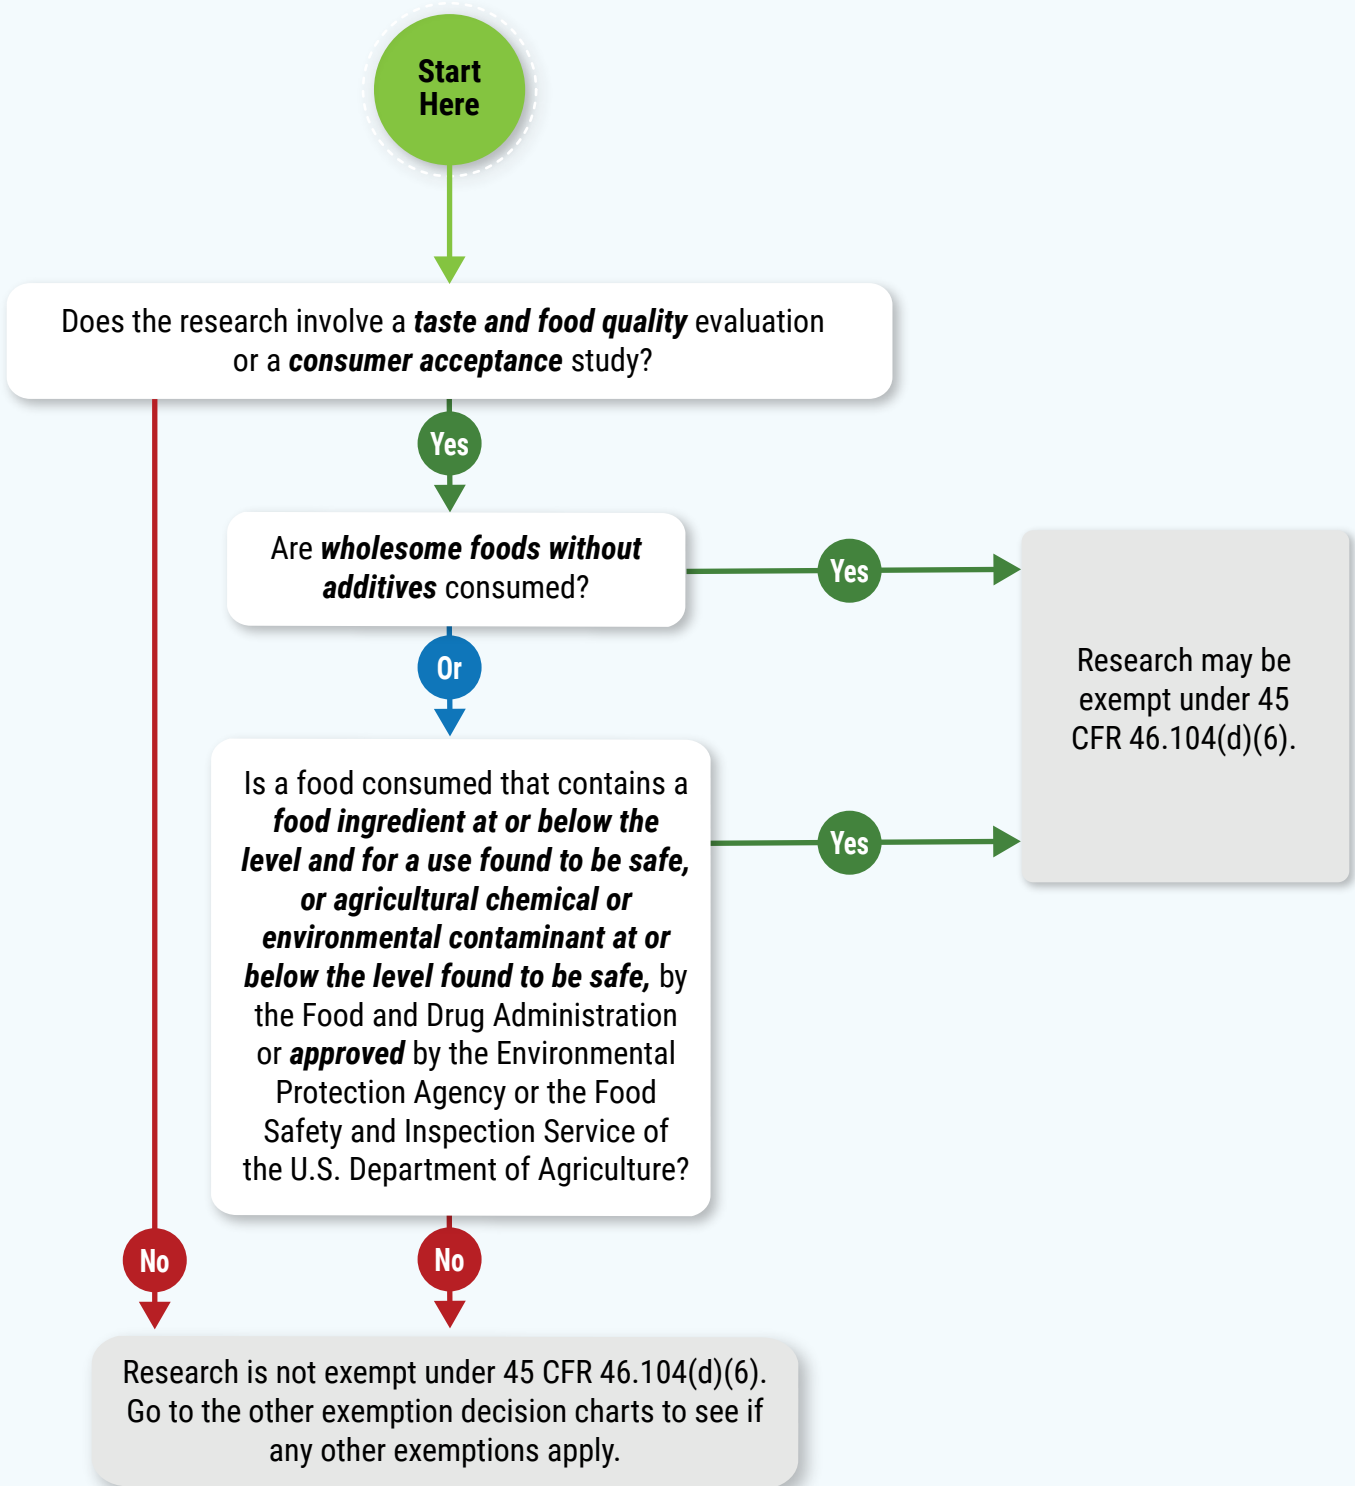 Start
Here
Does the research involve a taste and food quality evaluation
or a consumer acceptance study?
Yes
Are wholesome foods without
additives consumed?
Yes
Or
Research may be
exempt under 45
CFR 46.104(d)(6).
Is a food consumed that contains a
food ingredient at or below the
level and for a use found to be safe,
or agricultural chemical or
environmental contaminant at or
below the level found to be safe, by
the Food and Drug Administration
or approved by the Environmental
Protection Agency or the Food
Safety and Inspection Service of
the U.S. Department of Agriculture?
Yes
No
No
Research is not exempt under 45 CFR 46.104(d)(6).
Go to the other exemption decision charts to see if
any other exemptions apply.